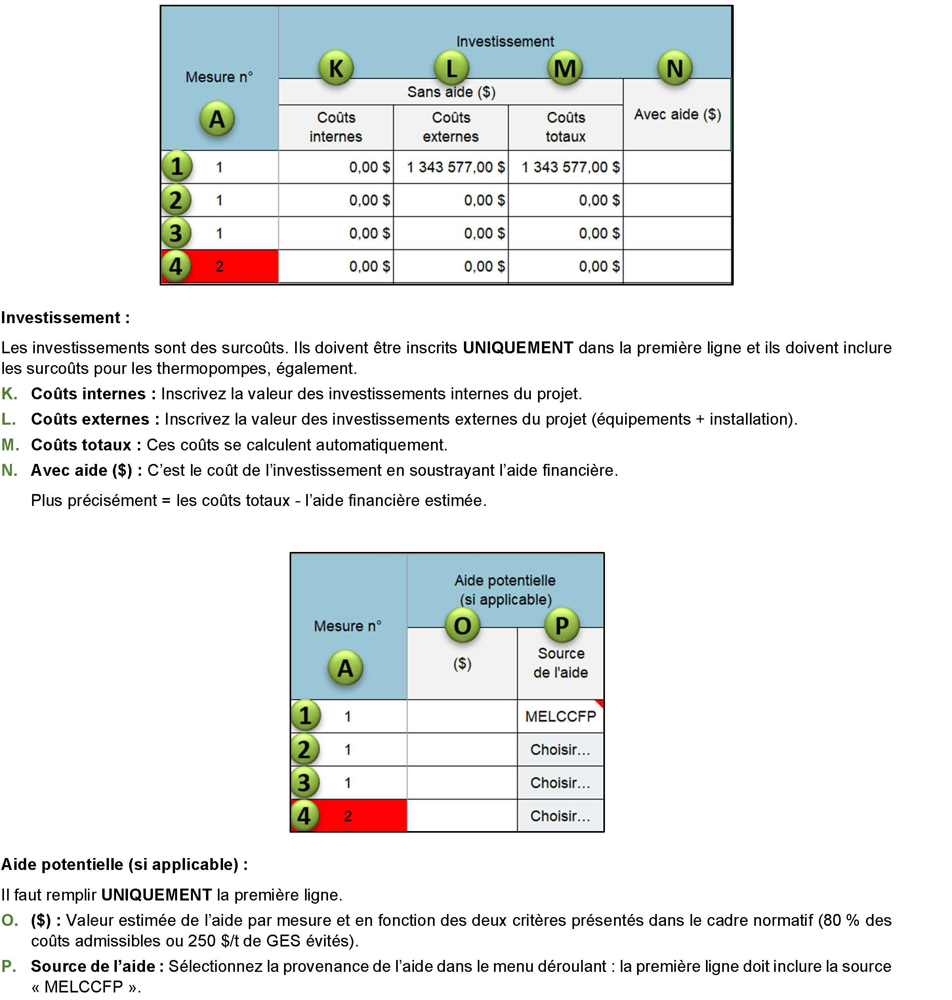 Investissement
K L M N
Mesure n°
Sans aide ($)
A
Coûts internes
Coûts externes
Coûts totaux
Avec aide ($)
1 1 0,00 $ 1 343 577,00 $ 1 343 577,00 $
2 1 0,00 $ 0,00 $ 0,00 $
3 1 0,00 $ 0,00 $ 0,00 $
4 2 0,00 $ 0,00 $ 0,00 $
Investissement :
Les investissements sont des surcoûts. Ils doivent être inscrits UNIQUEMENT dans la première ligne et ils doivent inclure
les surcoûts pour les thermopompes, également.
K. Coûts internes : Inscrivez la valeur des investissements internes du projet.
L. Coûts externes : Inscrivez la valeur des investissements externes du projet (équipements + installation).
M. Coûts totaux : Ces coûts se calculent automatiquement.
N. Avec aide ($) : C’est le coût de l’investissement en soustrayant l’aide financière.
Plus précisément = les coûts totaux - l’aide financière estimée.
Aide potentielle
(si applicable)
Mesure n°
O P
A
($)
Source
de l'aide
1 1 MELCCFP
2 1 Choisir...
3 1 Choisir...
4 2 Choisir...
Aide potentielle (si applicable) :
Il faut remplir UNIQUEMENT la première ligne.
O. ($) : Valeur estimée de l’aide par mesure et en fonction des deux critères présentés dans le cadre normatif (80 % des
coûts admissibles ou 250 $/t de GES évités).
P. Source de l’aide : Sélectionnez la provenance de l’aide dans le menu déroulant : la première ligne doit inclure la source
« MELCCFP ».